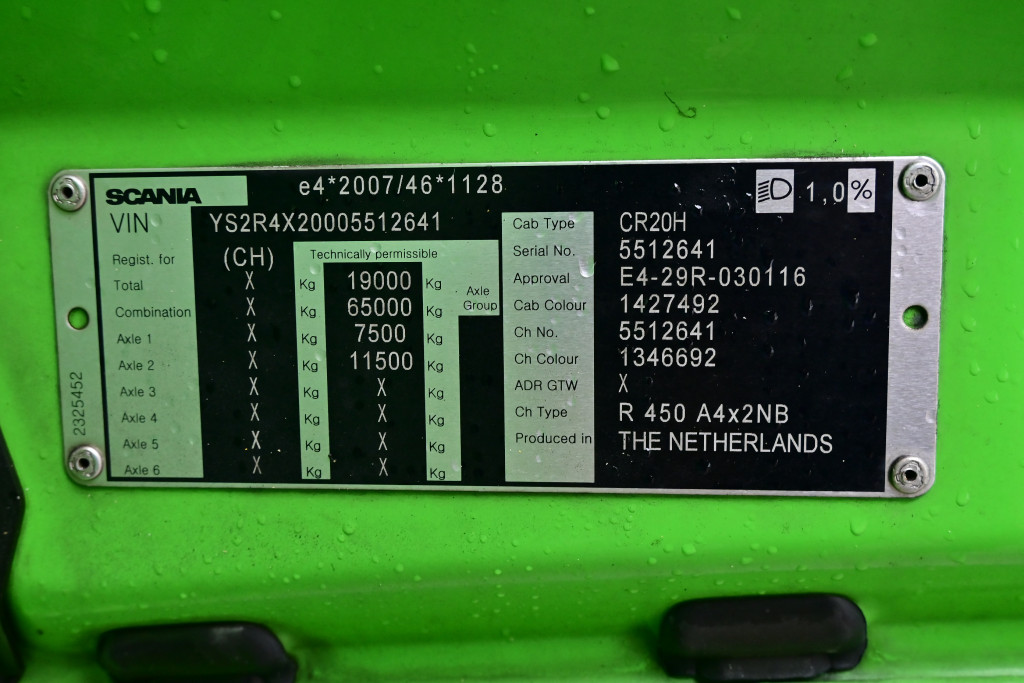 SCANIA e4*2007/46*1128 1,0%
VIN YS2R4X20005512641
Regist. for (CH) Technically permissible
Total X Kg 19000 Kg Axle Group
Combination X Kg 65000 Kg
Axle 1 X Kg 7500 Kg
Axle 2 X Kg 11500 Kg
Axle 3 X Kg X Kg
Axle 4 X Kg X Kg
Axle 5 X Kg X Kg
Axle 6 X Kg X Kg
Cab Type CR20H
Serial No. 5512641
Approval E4-29R-030116
Cab Colour 1427492
Ch No. 5512641
Ch Colour 1346692
ADR GTW X
Ch Type R 450 A4x2NB
Produced in THE NETHERLANDS
2325452